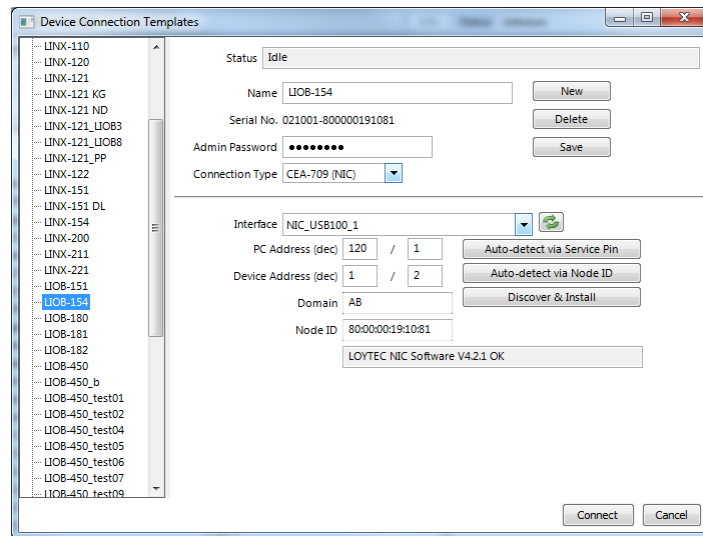 Device Connection Templates
LINX-110
LINX-120
LINX-121
LINX-121 KG
LINX-121 ND
LINX-121_LIOB3
LINX-121_LIOB8
LINX-121_PP
LINX-122
LINX-151
LINX-151 DL
LINX-154
LINX-200
LINX-211
LINX-221
LIOB-151
LIOB-154
LIOB-180
LIOB-181
LIOB-182
LIOB-450
LIOB-450_b
LIOB-450_test01
LIOB-450_test02
LIOB-450_test04
LIOB-450_test05
LIOB-450_test06
LIOB-450_test07
LIOB-450_test09
Status Idle
Name LIOB-154 New
Serial No. 021001-800000191081 Delete
Admin Password ●●●●●●●● Save
Connection Type CEA-709 (NIC)
Interface NIC_USB100_1
PC Address (dec) 120 / 1 Auto-detect via Service Pin
Device Address (dec) 1 / 2 Auto-detect via Node ID
Domain AB Discover & Install
Node ID 80:00:00:19:10:81
LOYTEC NIC Software V4.2.1 OK
Connect Cancel